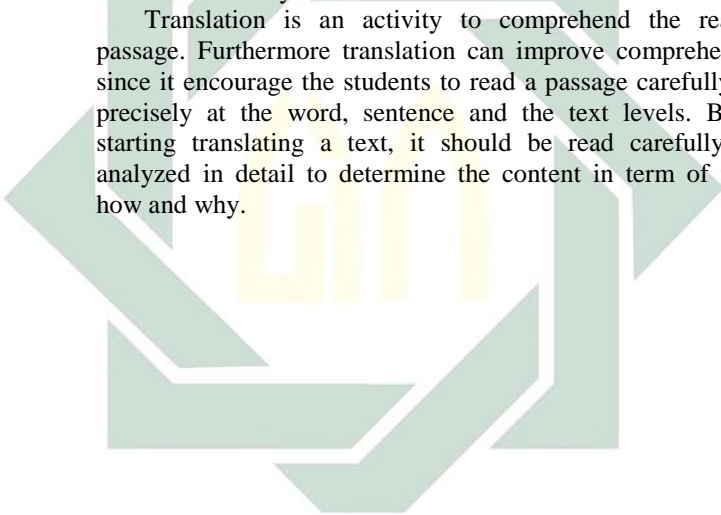 Translation is an activity to comprehend the
passage. Furthermore translation can improve
since it encourage the students to read a passage carefully
precisely at the word, sentence and the text levels.
starting translating a text, it should be read carefully
analyzed in detail to determine the content in term of
how and why.